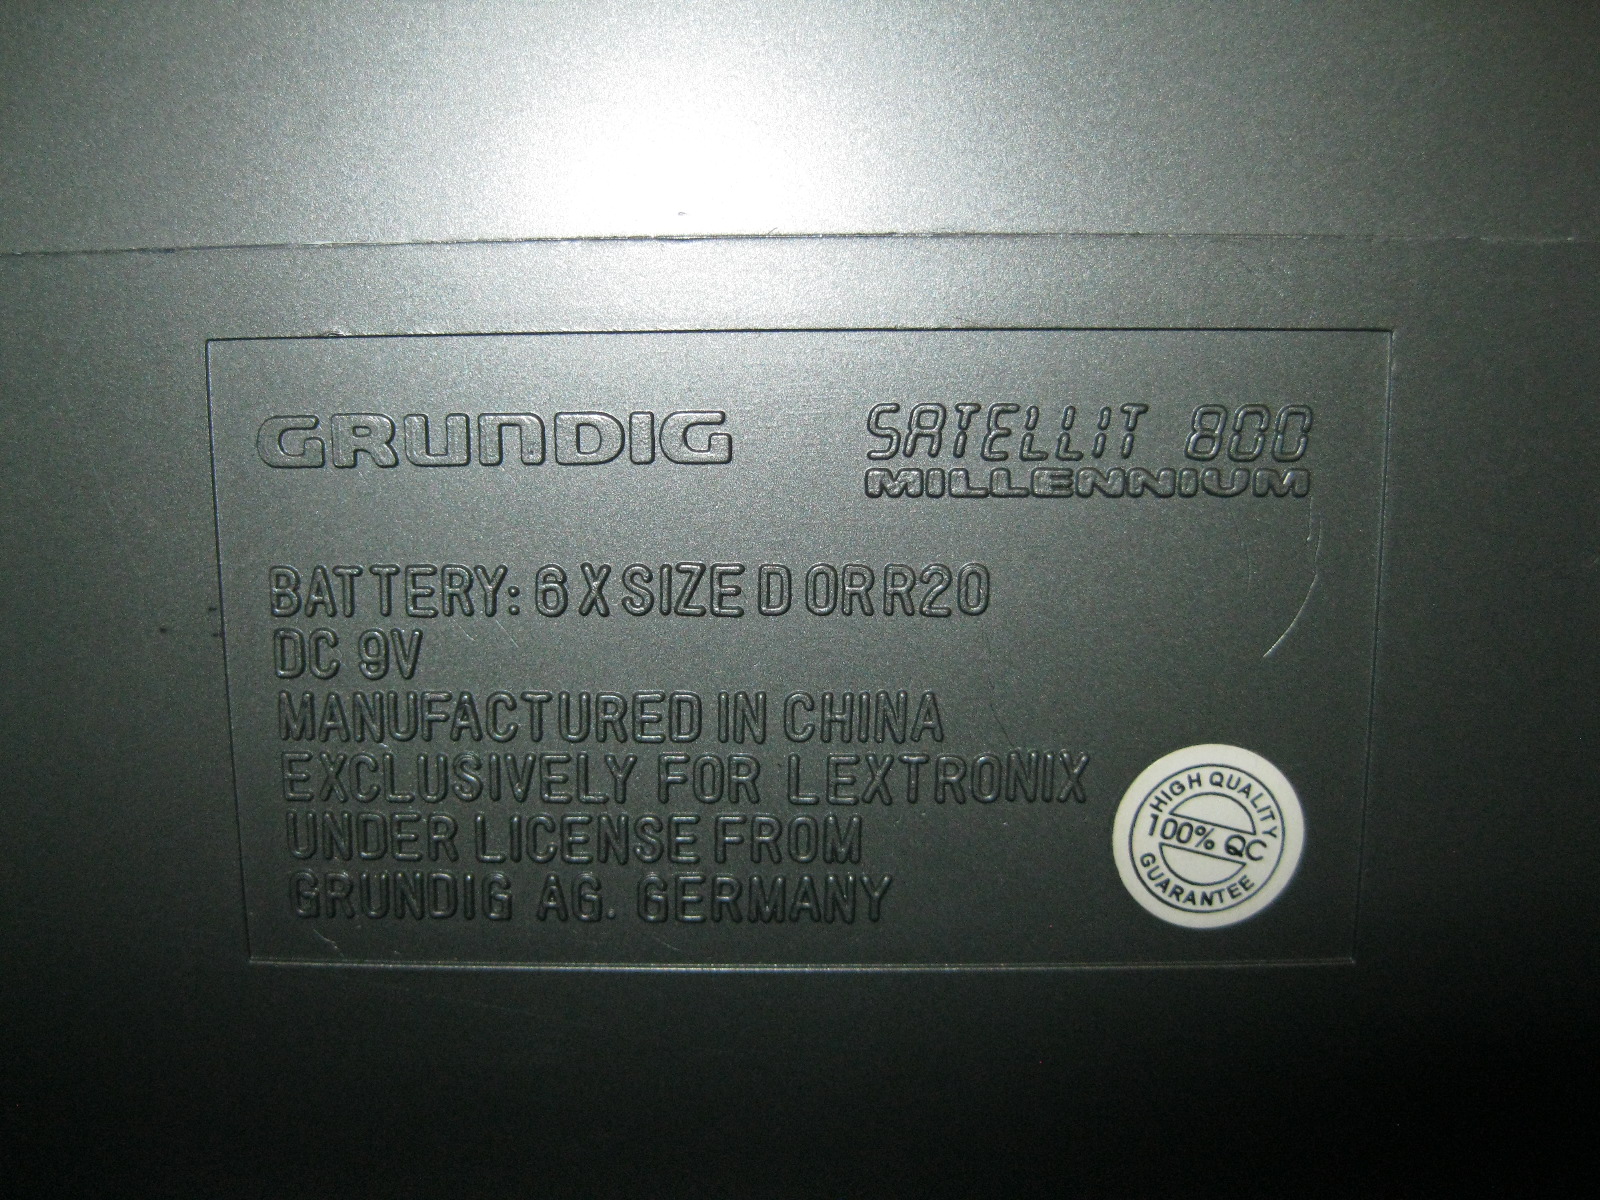 GRUNDIG
SATELLIT 800
MILLENNIUM
BATTERY: 6 X SIZE D OR R20
DC 9V
MANUFACTURED IN CHINA
EXCLUSIVELY FOR LEXTRONIX
UNDER LICENSE FROM
GRUNDIG AG. GERMANY
HIGH QUALITY
100% QC
GUARANTEE